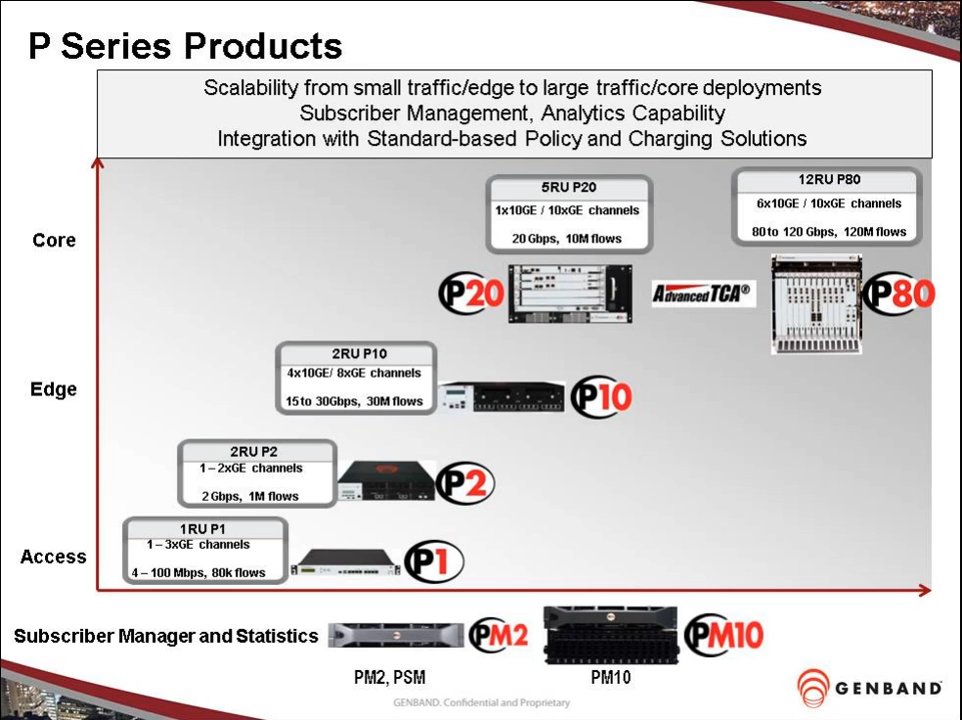 P Series Products
Scalability from small traffic/edge to large traffic/core deployments
Subscriber Management, Analytics Capability
Integration with Standard-based Policy and Charging Solutions
Core
5RU P20
1x10GE / 10xGE channels
20 Gbps, 10M flows
12RU P80
6x10GE / 10xGE channels
80 to 120 Gbps, 120M flows
P20
AdvancedTCA®
P80
Edge
2RU P10
4x10GE/ 8xGE channels
15 to 30Gbps, 30M flows
P10
2RU P2
1 – 2xGE channels
2 Gbps, 1M flows
P2
Access
1RU P1
1 – 3xGE channels
4 – 100 Mbps, 80k flows
P1
Subscriber Manager and Statistics
PM2
PM10
PM2, PSM
PM10
GENBAND. Confidential and Proprietary
GENBAND™